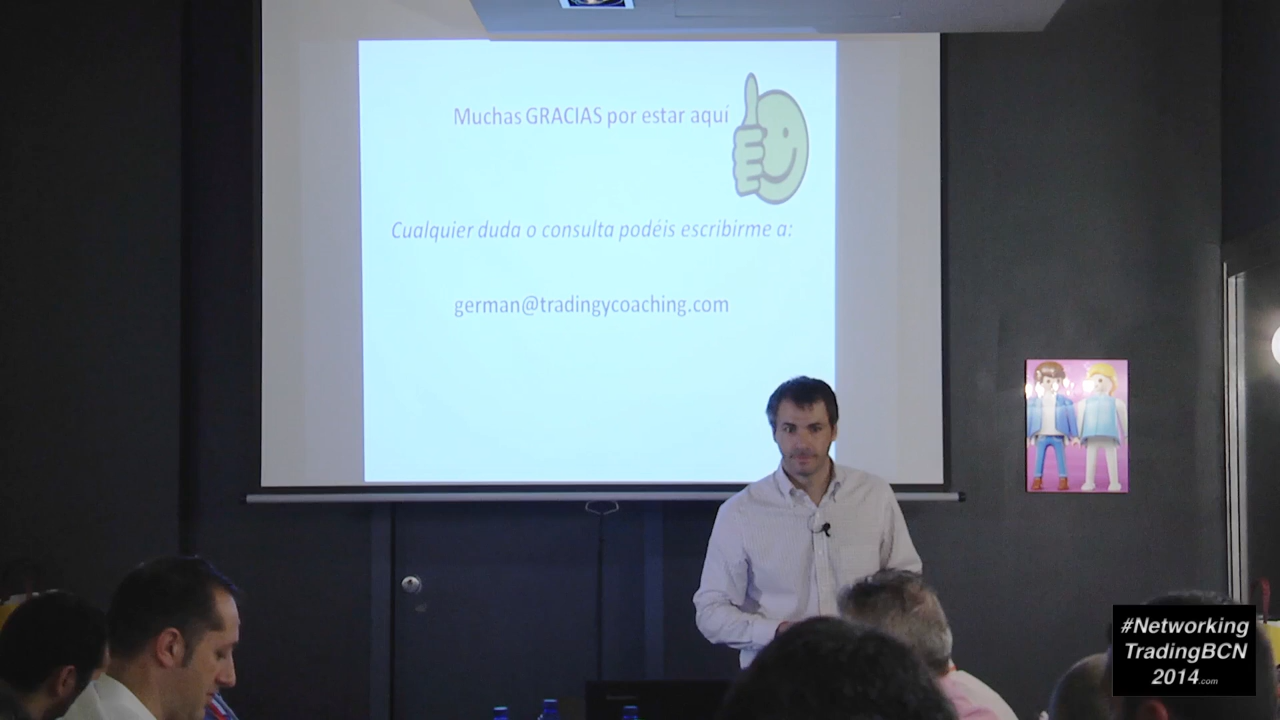 Muchas GRACIAS por estar aquí
Cualquier duda o consulta podéis escribirme a:
german@tradingycoaching.com
#Networking
TradingBCN
2014.com